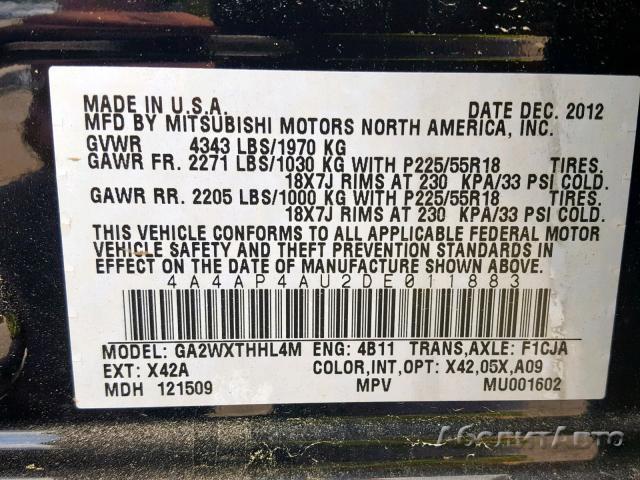 MADE IN U.S.A. DATE DEC. 2012
MFD BY MITSUBISHI MOTORS NORTH AMERICA, INC.
GVWR 4343 LBS/1970 KG
GAWR FR. 2271 LBS/1030 KG WITH P225/55R18 TIRES.
18X7J RIMS AT 230 KPA/33 PSI COLD.
GAWR RR. 2205 LBS/1000 KG WITH P225/55R18 TIRES.
18X7J RIMS AT 230 KPA/33 PSI COLD.
THIS VEHICLE CONFORMS TO ALL APPLICABLE FEDERAL MOTOR
VEHICLE SAFETY AND THEFT PREVENTION STANDARDS IN
EFFECT ON THE DATE OF MANUFACTURE SHOWN ABOVE.
4A4AP4AU2DE011883
MODEL: GA2WXTHHL4M ENG: 4B11 TRANS,AXLE: F1CJA
EXT: X42A COLOR,INT,OPT: X42,05X,A09
MDH 121509 MPV MU001602
АбсолютАвто